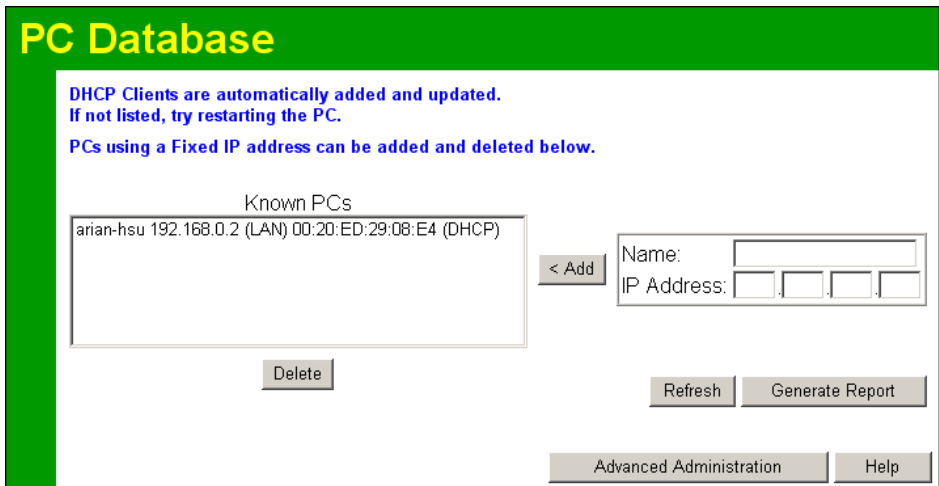 PC Database
DHCP Clients are automatically added and updated.
If not listed, try restarting the PC.
PCs using a Fixed IP address can be added and deleted below.
Known PCs
arian-hsu 192.168.0.2 (LAN) 00:20:ED:29:08:E4 (DHCP)
< Add
Name:
IP Address: . . .
Delete
Refresh
Generate Report
Advanced Administration
Help